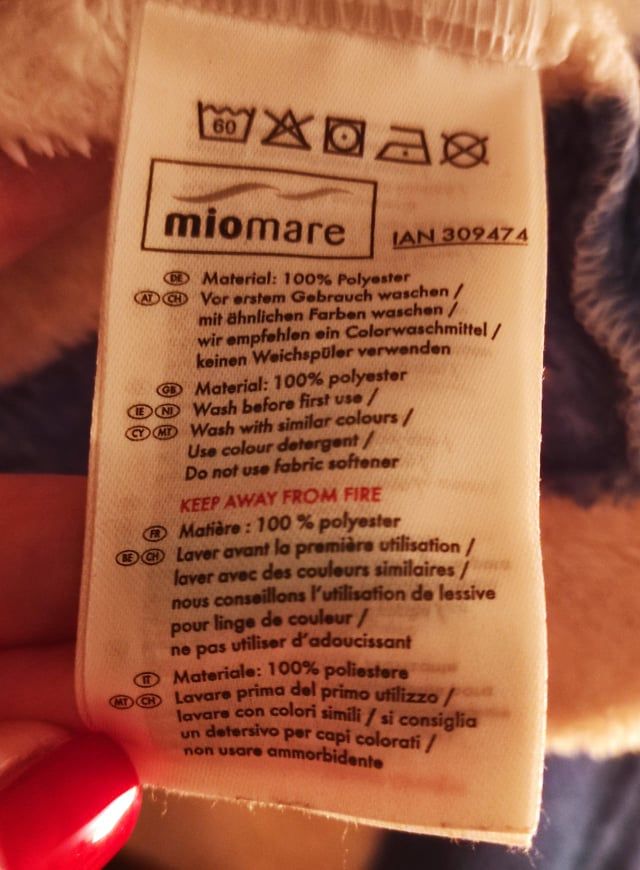 60
miomare
IAN 309474
DE Material: 100% Polyester
AT CH Vor erstem Gebrauch waschen /
mit ähnlichen Farben waschen /
wir empfehlen ein Colorwaschmittel /
keinen Weichspüler verwenden
GB Material: 100% polyester
IE NI Wash before first use /
CY MT Wash with similar colours /
Use colour detergent /
Do not use fabric softener
KEEP AWAY FROM FIRE
FR Matière : 100 % polyester
BE CH Laver avant la première utilisation /
laver avec des couleurs similaires /
nous conseillons l'utilisation de lessive
pour linge de couleur /
ne pas utiliser d'adoucissant
IT Materiale: 100% poliestere
MT CH Lavare prima del primo utilizzo /
lavare con colori simili / si consiglia
un detersivo per capi colorati /
non usare ammorbidente